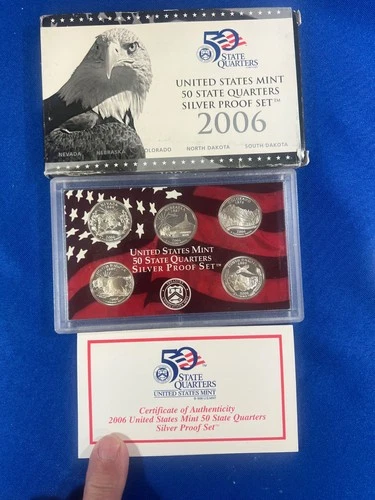 50
STATE
QUARTERS
UNITED STATES MINT
50 STATE QUARTERS
SILVER PROOF SET™
2006
NEVADA NEBRASKA COLORADO NORTH DAKOTA SOUTH DAKOTA
UNITED STATES MINT
50 STATE QUARTERS
SILVER PROOF SET™
50
STATE
QUARTERS
UNITED STATES MINT
Certificate of Authenticity
2006 United States Mint 50 State Quarters
Silver Proof Set™